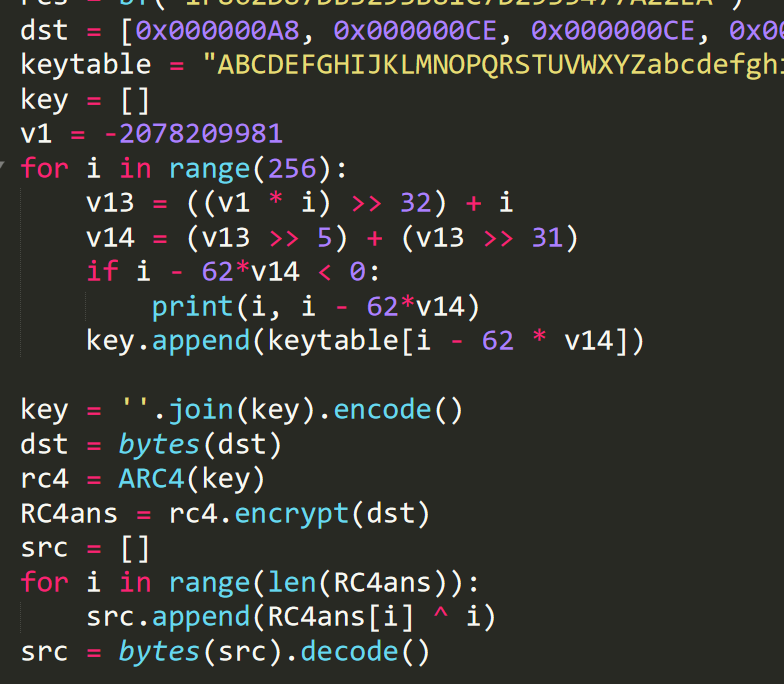 dst = [0x000000A8, 0x000000CE, 0x000000CE, 0x00
keytable = "ABCDEFGHIJKLMNOPQRSTUVWXYZabcdefghi
key = []
v1 = -2078209981
for i in range(256):
    v13 = ((v1 * i) >> 32) + i
    v14 = (v13 >> 5) + (v13 >> 31)
    if i - 62*v14 < 0:
        print(i, i - 62*v14)
    key.append(keytable[i - 62 * v14])
key = ''.join(key).encode()
dst = bytes(dst)
rc4 = ARC4(key)
RC4ans = rc4.encrypt(dst)
src = []
for i in range(len(RC4ans)):
    src.append(RC4ans[i] ^ i)
src = bytes(src).decode()